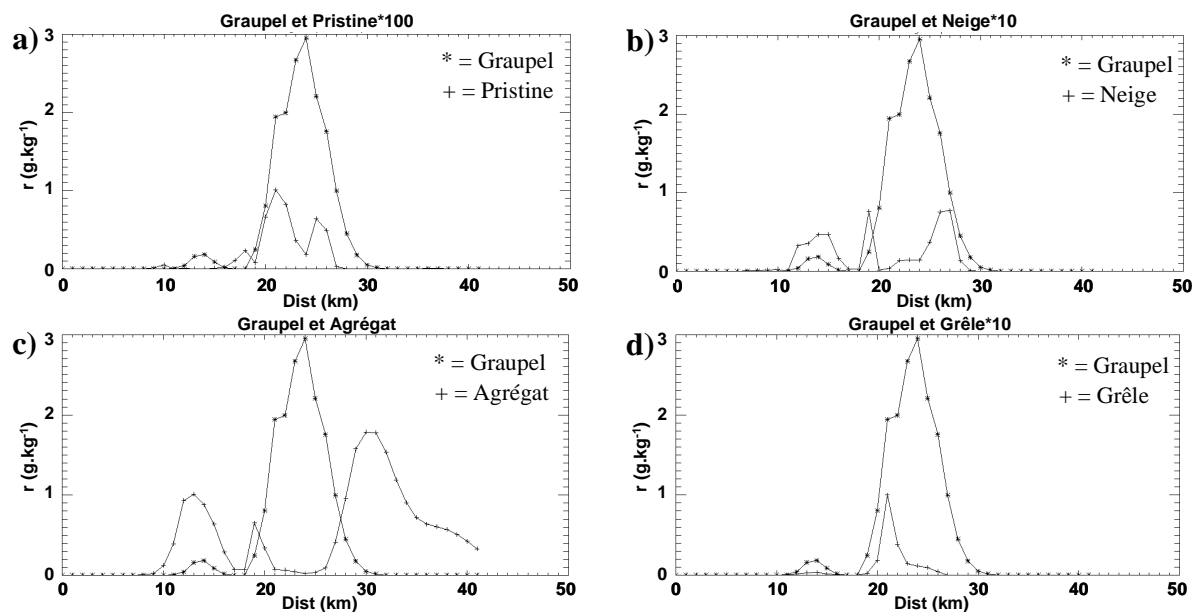 Graupel et Pristine*100
a)
* = Graupel
+ = Pristine
r (g.kg-1)
3
2
1
0
0 10 20 30 40 50
Dist (km)
Graupel et Neige*10
b)
* = Graupel
+ = Neige
r (g.kg-1)
3
2
1
0
0 10 20 30 40 50
Dist (km)
Graupel et Agrégat
c)
* = Graupel
+ = Agrégat
r (g.kg-1)
3
2
1
0
0 10 20 30 40 50
Dist (km)
Graupel et Grêle*10
d)
* = Graupel
+ = Grêle
r (g.kg-1)
3
2
1
0
0 10 20 30 40 50
Dist (km)